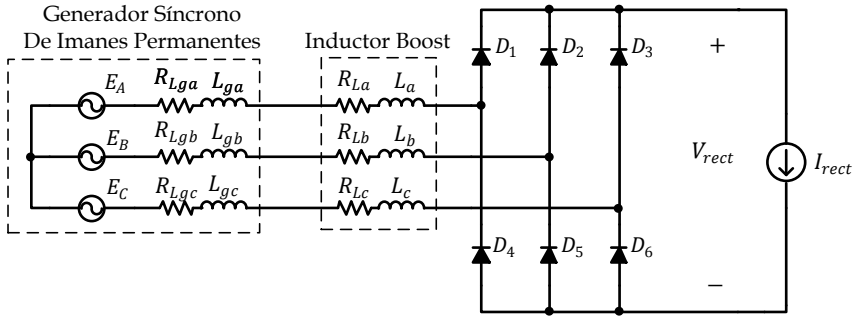 Generador Síncrono
De Imanes Permanentes
Inductor Boost
E_A R_Lga L_ga R_La L_a
E_B R_Lgb L_gb R_Lb L_b
E_C R_Lgc L_gc R_Lc L_c
D_1 D_2 D_3
D_4 D_5 D_6
+
V_rect
−
I_rect